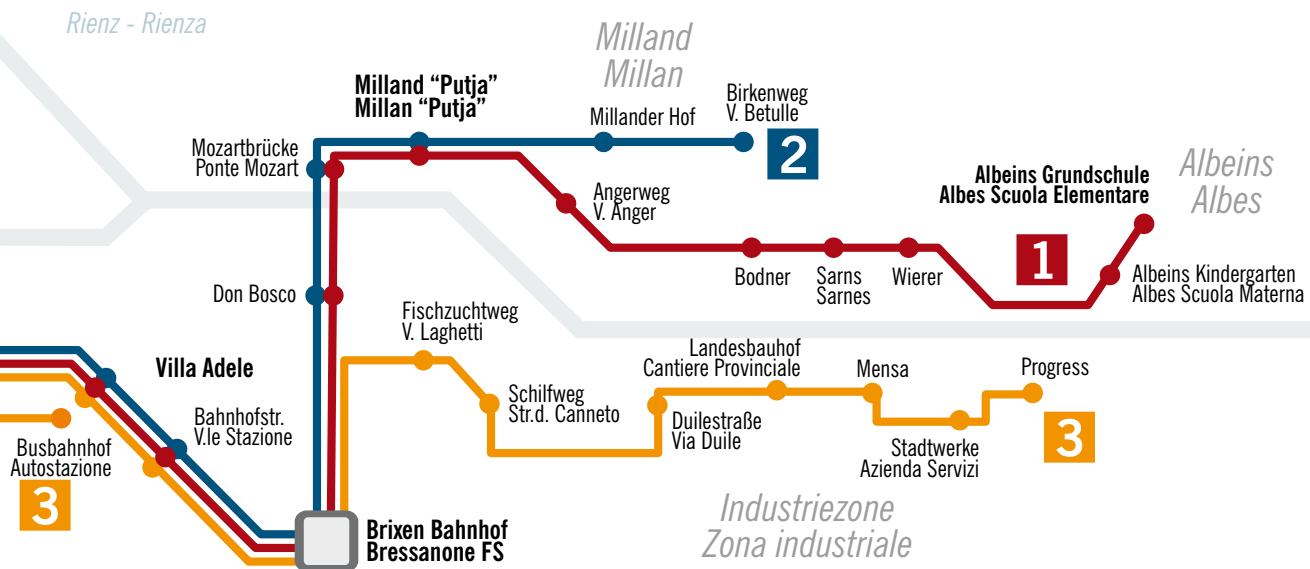 Rienz - Rienza
Milland
Millan
Milland “Putja”
Millan “Putja”
Millander Hof
Birkenweg
V. Betulle
2
Mozartbrücke
Ponte Mozart
Angerweg
V. Anger
Albeins Grundschule
Albes Scuola Elementare
Albeins
Albes
1
Bodner
Sarns
Sarnes
Wierer
Albeins Kindergarten
Albes Scuola Materna
Don Bosco
Fischzuchtweg
V. Laghetti
Villa Adele
Landesbauhof
Cantiere Provinciale
Mensa
Progress
Schilfweg
Str.d. Canneto
Bahnhofstr.
V.le Stazione
Duilestraße
Via Duile
3
Busbahnhof
Autostazione
Stadtwerke
Azienda Servizi
3
Industriezone
Zona industriale
Brixen Bahnhof
Bressanone FS